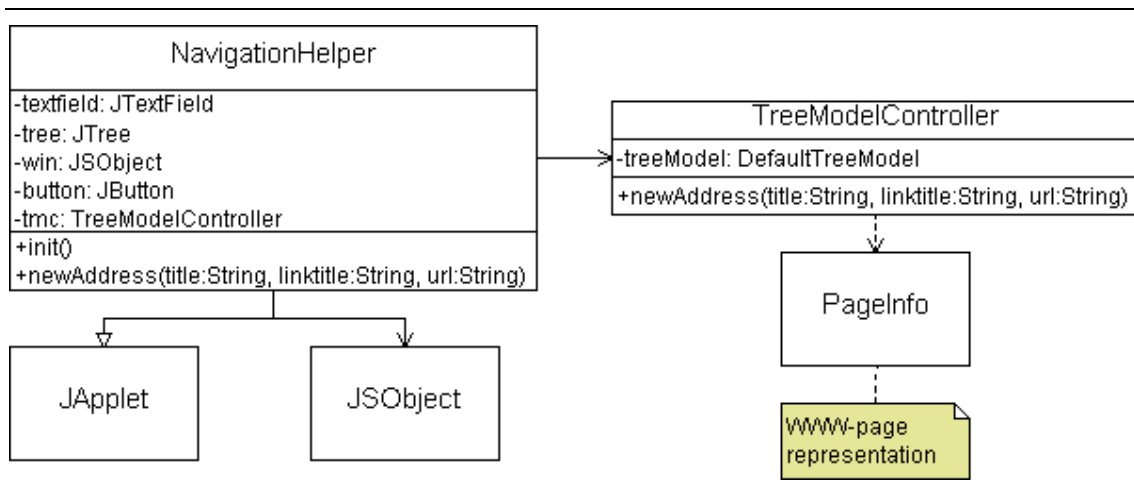 NavigationHelper
-textfield: JTextField
-tree: JTree
-win: JSObject
-button: JButton
-tmc: TreeModelController
+init()
+newAddress(title:String, linktitle:String, url:String)
TreeModelController
-treeModel: DefaultTreeModel
+newAddress(title:String, linktitle:String, url:String)
PageInfo
JApplet
JSObject
WWW-page
representation